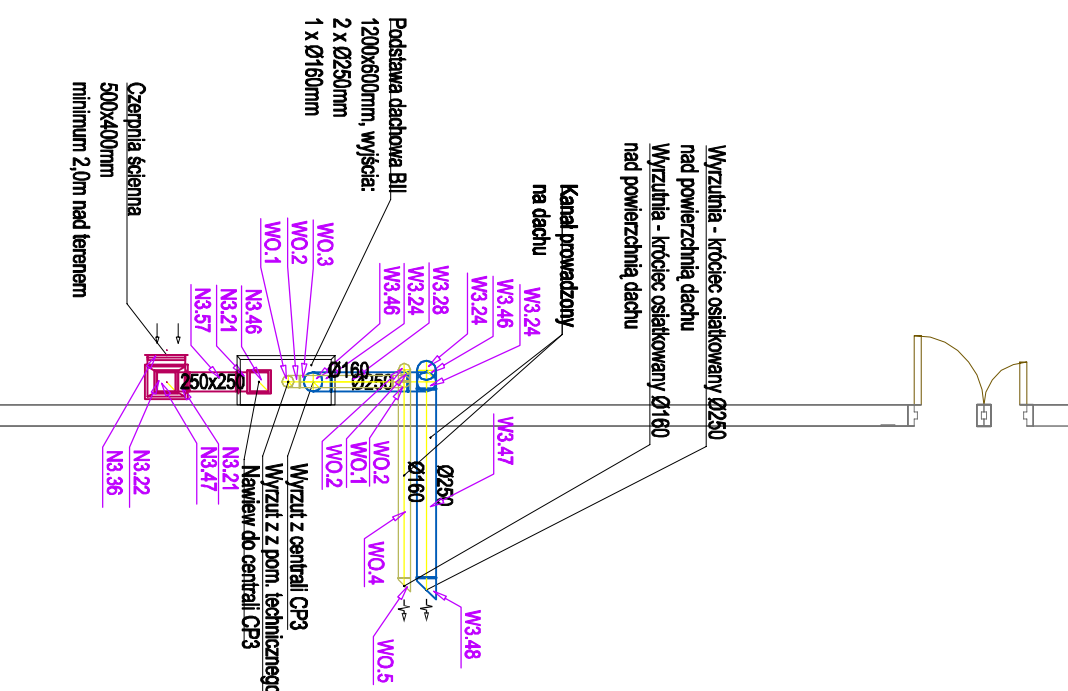 Wyrzutnia - króciec osiatkowany Ø250
nad powierzchnią dachu
Wyrzutnia - króciec osiatkowany Ø160
nad powierzchnią dachu
Kanał prowadzony
na dachu
Podstawa dachowa BII
1200x600mm, wyjścia:
2 x Ø250mm
1 x Ø160mm
Czerpnia ścienna
500x400mm
minimum 2,0m nad terenem
W3.24
W3.46
W3.24
W3.28
W3.24
W3.46
WO.3
WO.2
WO.1
N3.46
N3.21
N3.57
Ø160
Ø250
250x250
W3.47
Ø250
Ø160
WO.2
WO.1
WO.2
N3.21
N3.47
N3.22
N3.36
WO.4
W3.48
WO.5
Wyrzut z centrali CP3
Wyrzut z z pom. technicznego
Nawiew do centrali CP3